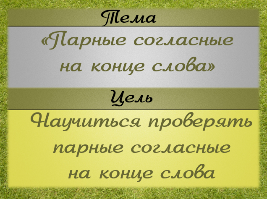 Тема
«Парные согласные
на конце слова»
Цель
Научиться проверять
парные согласные
на конце слова